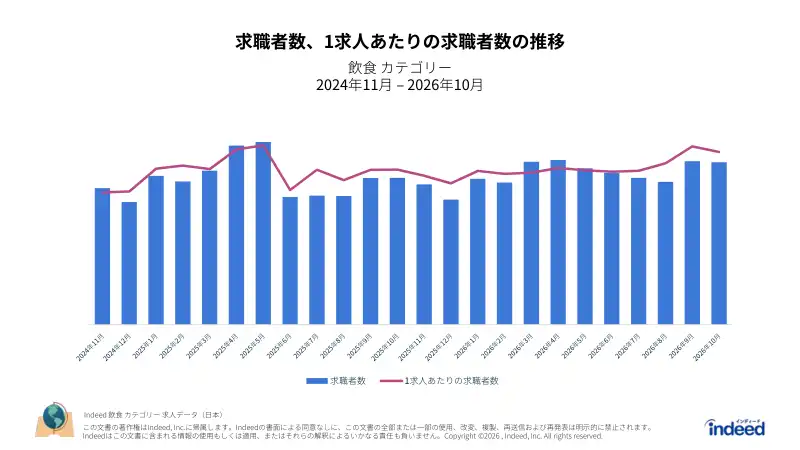 求職者数、1求人あたりの求職者数の推移
飲食 カテゴリー
2024年11月 – 2026年10月
2024年11月
2024年12月
2025年1月
2025年2月
2025年3月
2025年4月
2025年5月
2025年6月
2025年7月
2025年8月
2025年9月
2025年10月
2025年11月
2025年12月
2026年1月
2026年2月
2026年3月
2026年4月
2026年5月
2026年6月
2026年7月
2026年8月
2026年9月
2026年10月
求職者数 1求人あたりの求職者数
Indeed 飲食 カテゴリー 求人データ（日本）
この文書の著作権はIndeed, Inc.に帰属します。Indeedの書面による同意なしに、この文書の全部または一部の使用、改変、複製、再送信および再発表は明示的に禁止されます。
Indeedはこの文書に含まれる情報の使用もしくは適用、またはそれらの解釈によるいかなる責任も負いません。Copyright ©2026 , Indeed, Inc. All rights reserved.
インディード
indeed